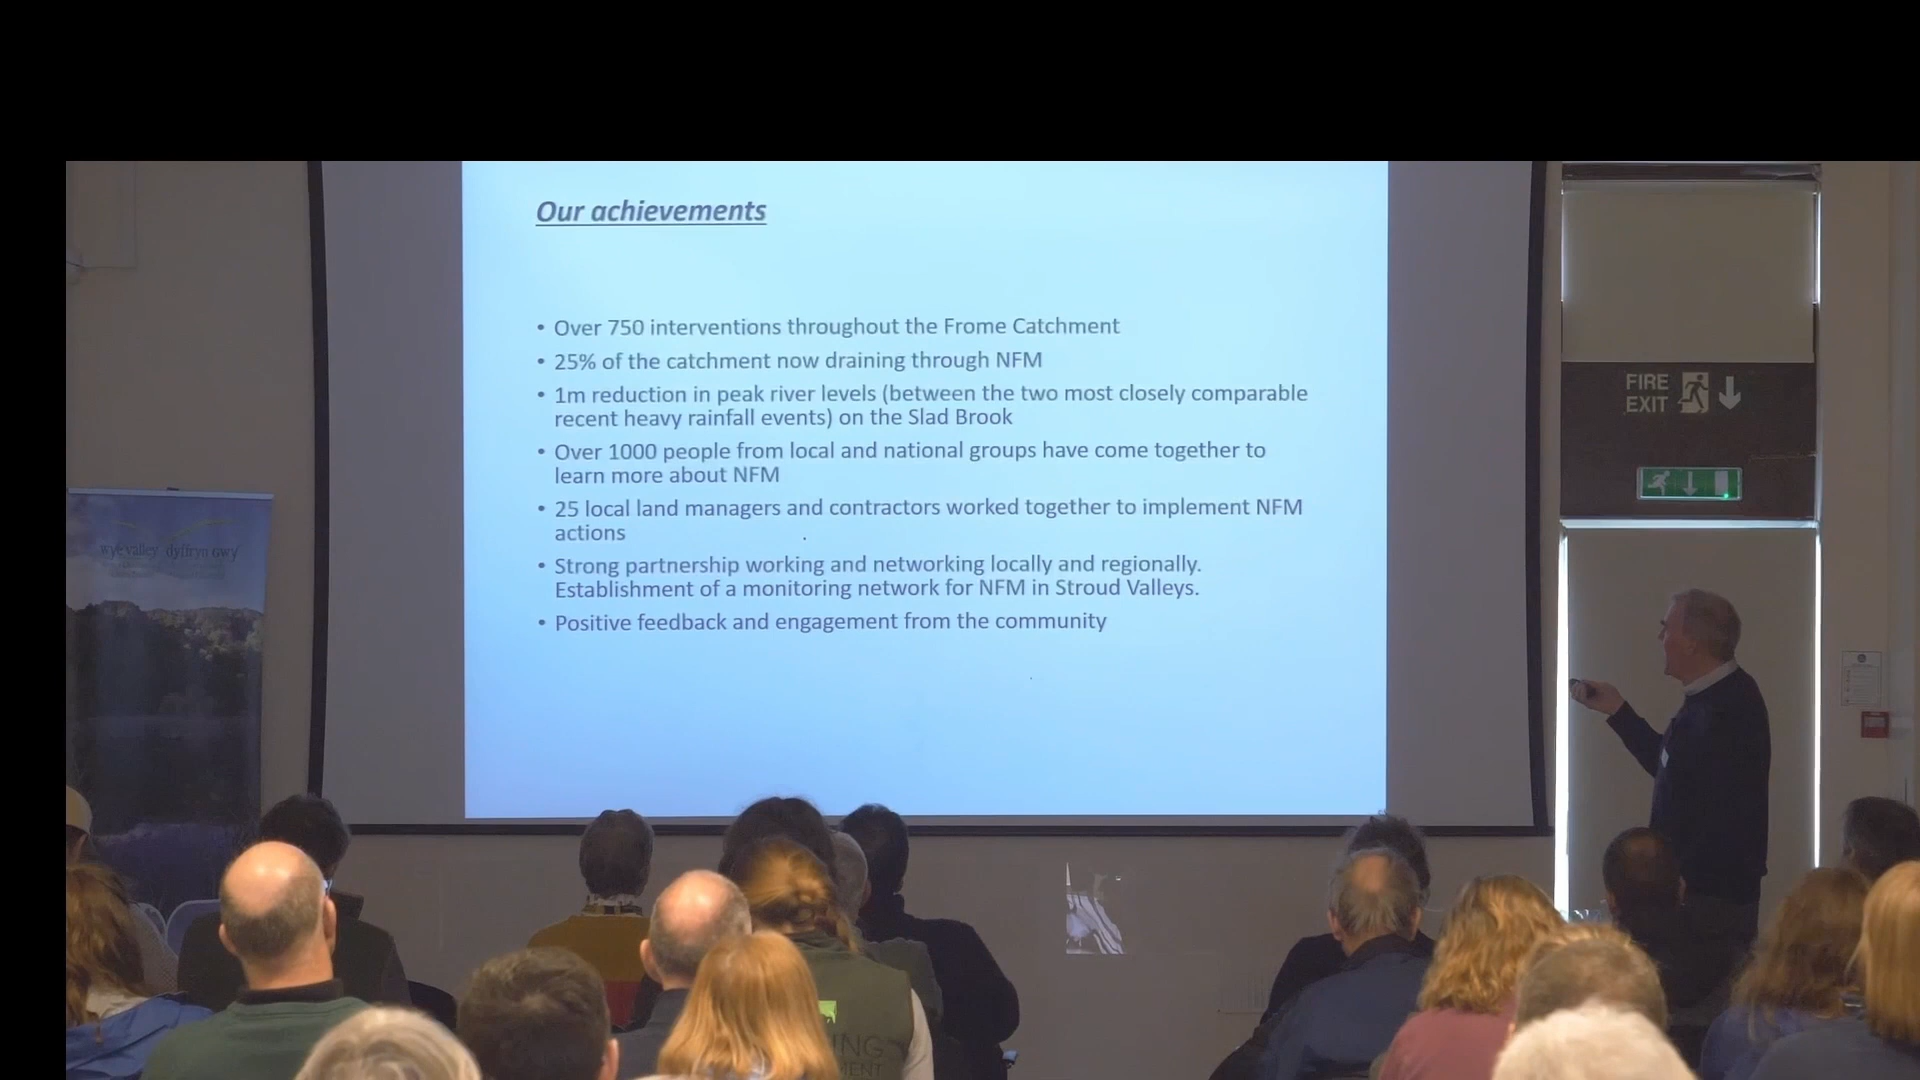 Our achievements
• Over 750 interventions throughout the Frome Catchment
• 25% of the catchment now draining through NFM
• 1m reduction in peak river levels (between the two most closely comparable
recent heavy rainfall events) on the Slad Brook
• Over 1000 people from local and national groups have come together to
learn more about NFM
• 25 local land managers and contractors worked together to implement NFM
actions
• Strong partnership working and networking locally and regionally.
Establishment of a monitoring network for NFM in Stroud Valleys.
• Positive feedback and engagement from the community
FIRE
EXIT
wye valley dyffryn gwy